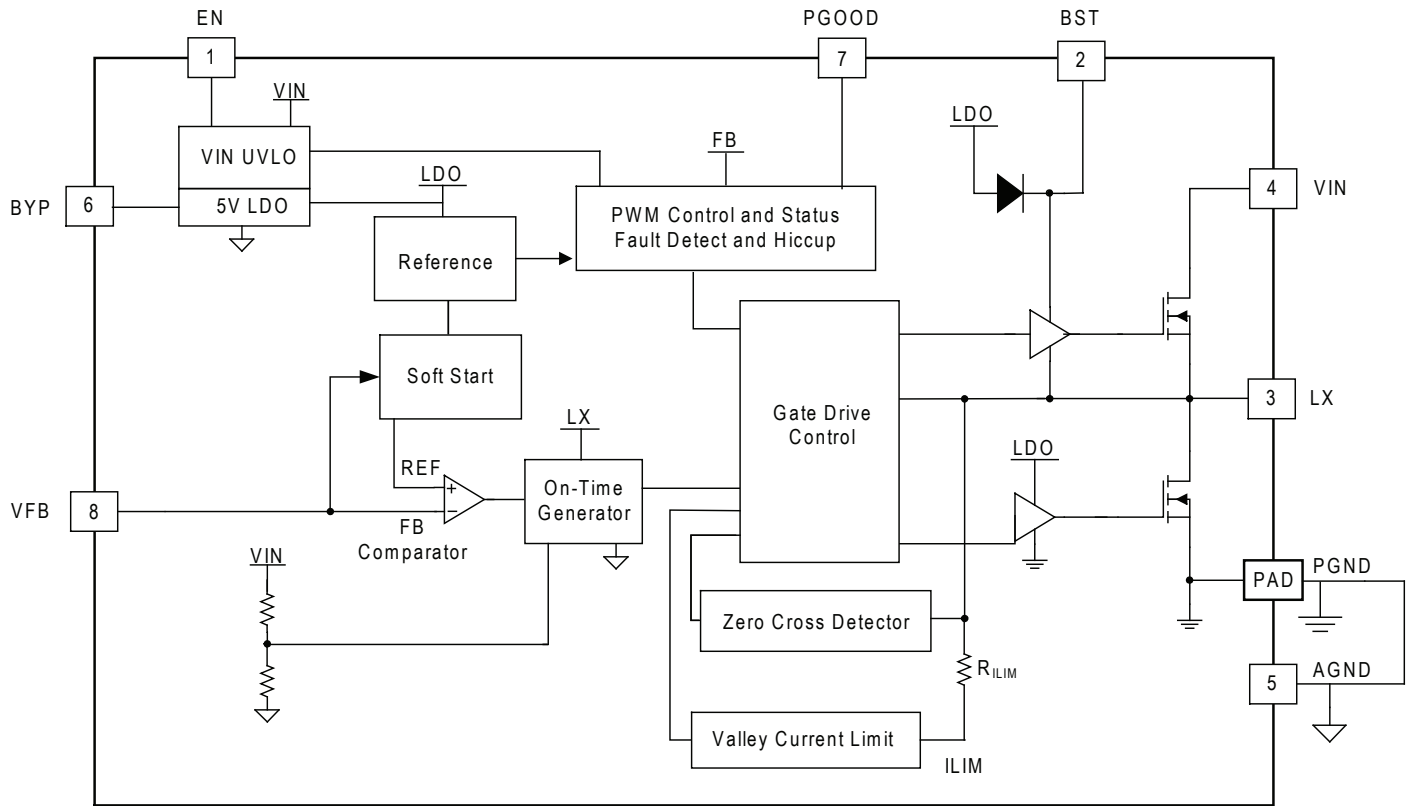 EN
PGOOD
BST
1
7
2
VIN
LDO
FB
VIN UVLO
LDO
4
VIN
BYP
6
5V LDO
PWM Control and Status
Fault Detect and Hiccup
Reference
Soft Start
Gate Drive
Control
3
LX
LX
REF
+
−
On-Time
Generator
LDO
VFB
8
FB
Comparator
VIN
PAD
PGND
Zero Cross Detector
RILIM
5
AGND
Valley Current Limit
ILIM